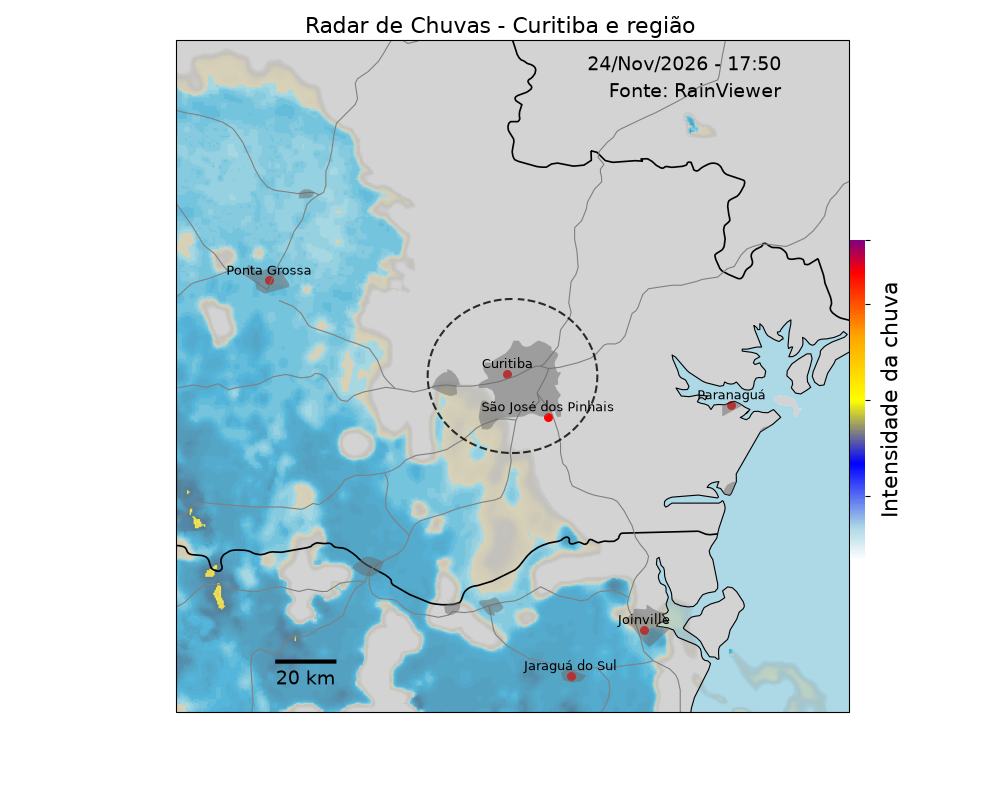 Radar de Chuvas - Curitiba e região
24/Nov/2026 - 17:50
Fonte: RainViewer
Ponta Grossa
Curitiba
Paranaguá
São José dos Pinhais
Intensidade da chuva
Joinville
Jaraguá do Sul
20 km